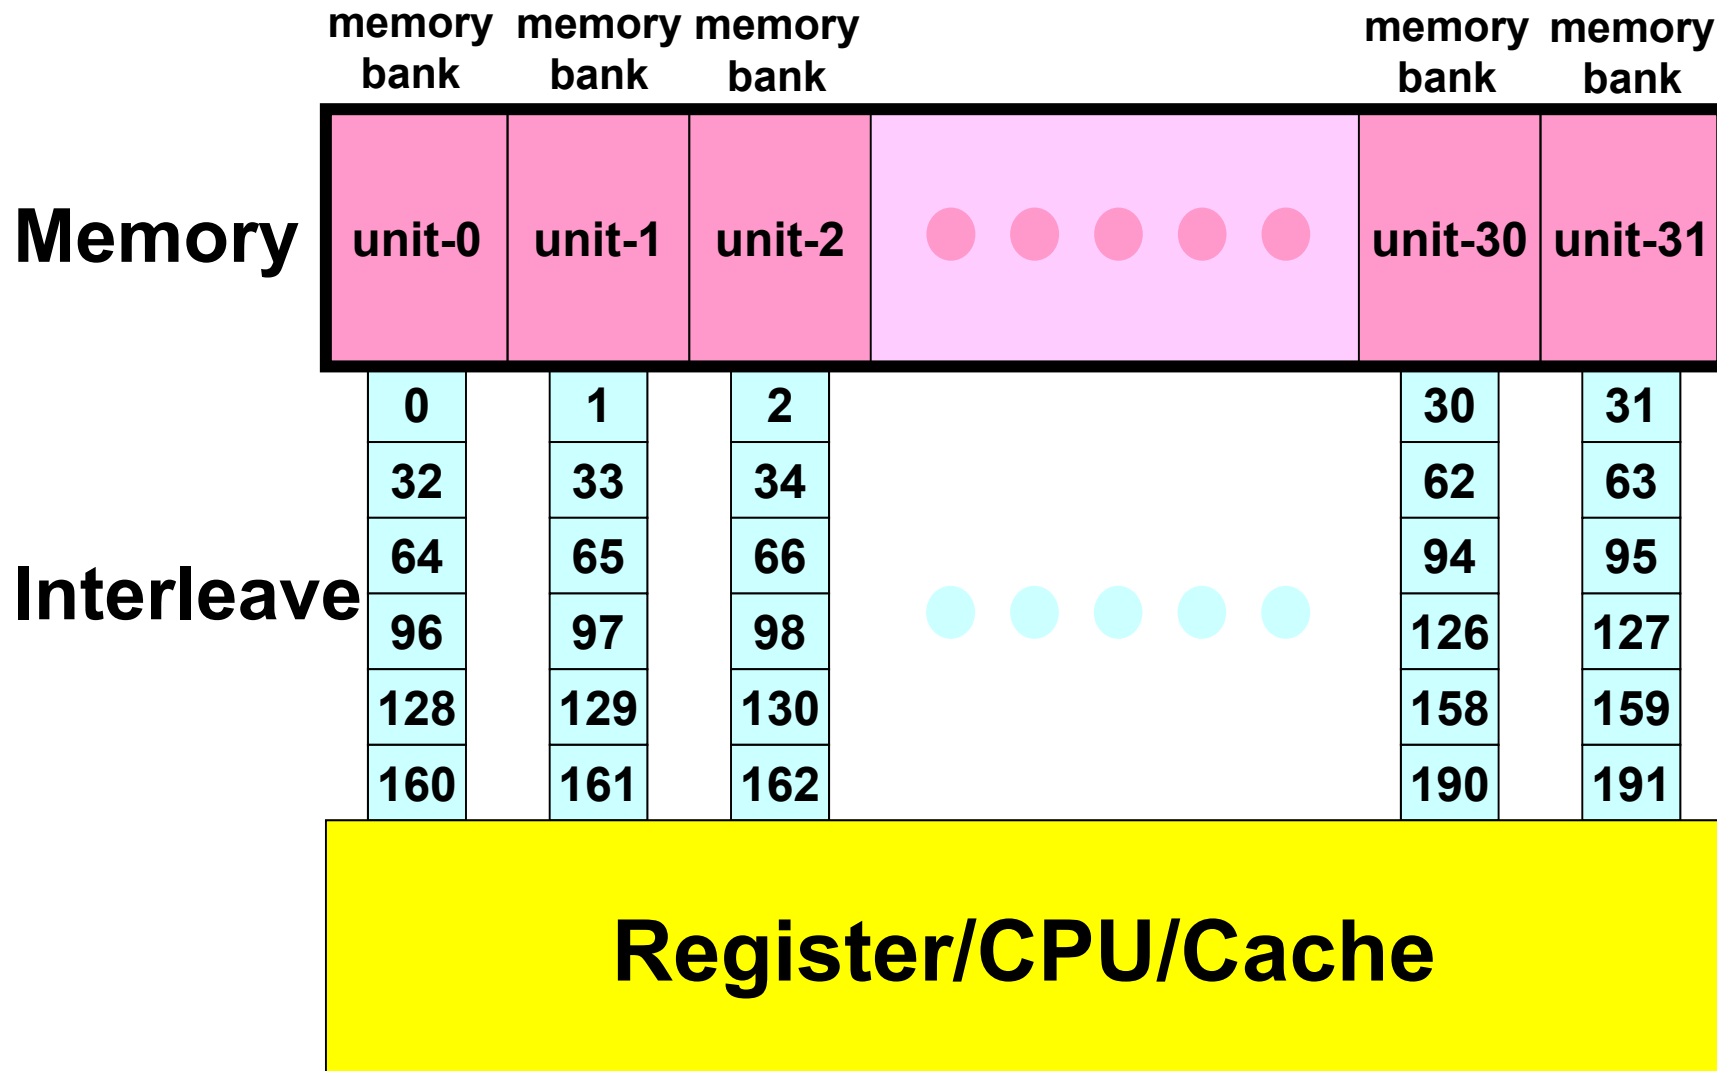 memory memory memory memory memory
bank bank bank bank bank
Memory unit-0 unit-1 unit-2 unit-30 unit-31
0 1 2 30 31
32 33 34 62 63
64 65 66 94 95
Interleave
96 97 98 126 127
128 129 130 158 159
160 161 162 190 191
Register/CPU/Cache